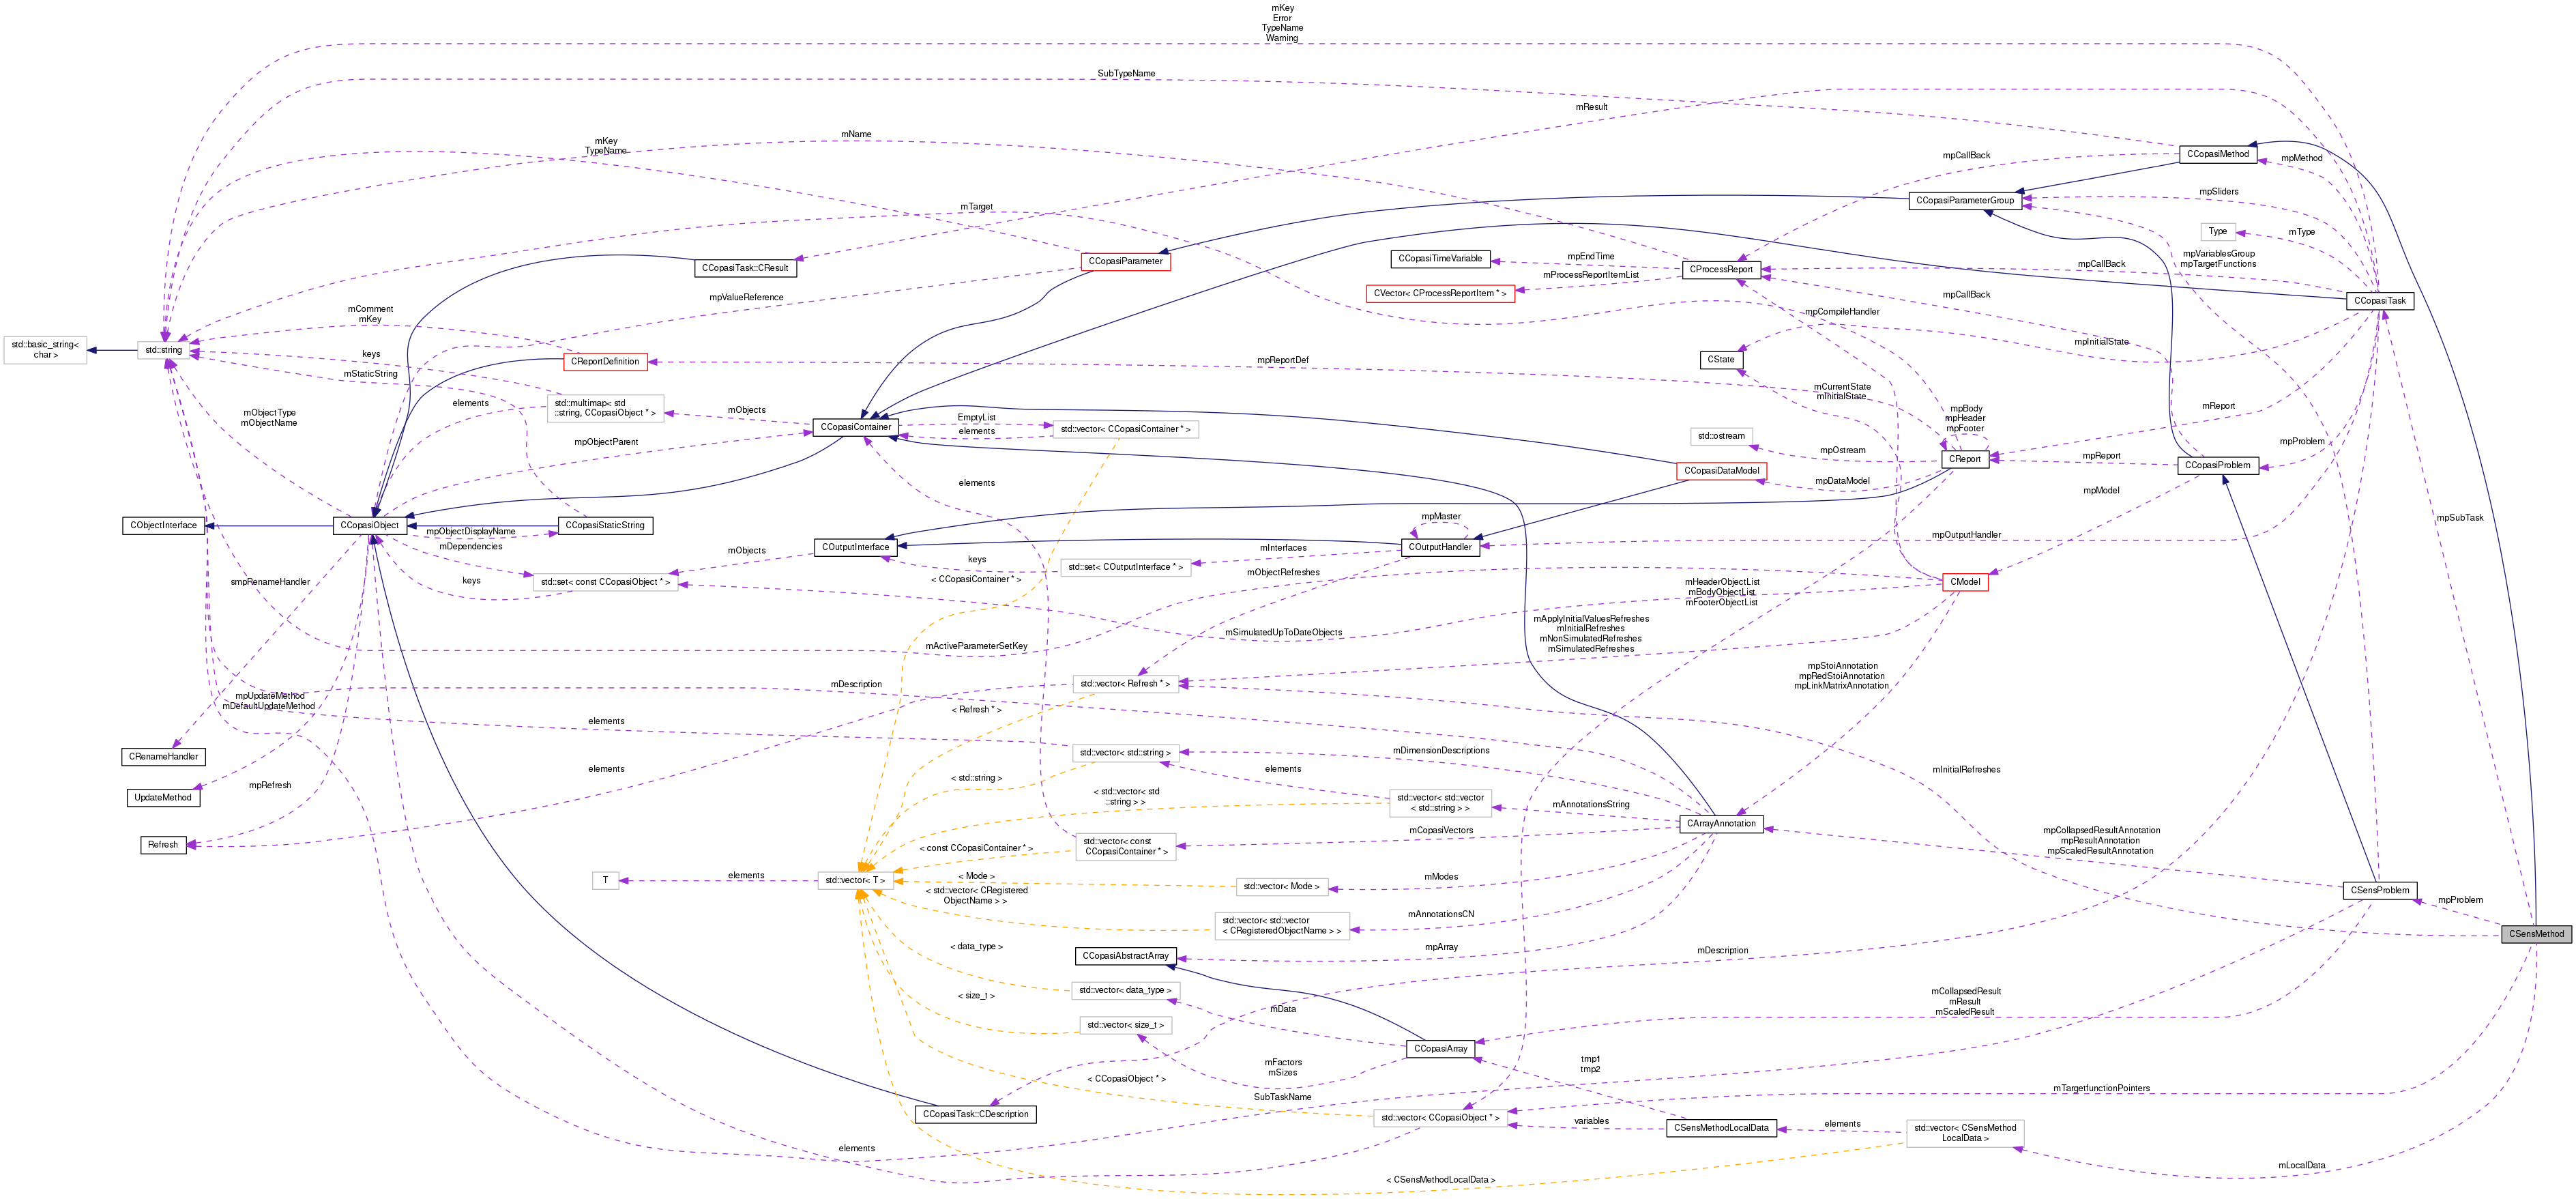 mKey
Error
TypeName
Warning
SubTypeName
mResult
mName
mKey
TypeName
CCopasiMethod
mpMethod
mpCallBack
mpSliders
CCopasiParameterGroup
mTarget
Type
mType
mpVariablesGroup
mpTargetFunctions
CCopasiTimeVariable
mpEndTime
CProcessReport
mpCallBack
CCopasiTask::CResult
CCopasiParameter
mProcessReportItemList
CVector< CProcessReportItem * >
mpCallBack
CCopasiTask
mpValueReference
mComment
mKey
mpCompileHandler
std::basic_string<
char >
std::string
keys
CReportDefinition
mpReportDef
CState
mpInitialState
mStaticString
mCurrentState
mInitialState
elements
std::multimap< std
::string, CCopasiObject * >
mObjects
EmptyList
elements
std::vector< CCopasiContainer * >
CCopasiContainer
mObjectType
mObjectName
mpObjectParent
mpBody
mpHeader
mpFooter
mReport
std::ostream
mpOstream
CReport
mpReport
mpProblem
CCopasiProblem
CCopasiDataModel
mpDataModel
elements
mpModel
CObjectInterface
CCopasiObject
mpObjectDisplayName
CCopasiStaticString
mpMaster
mpSubTask
mDependencies
COutputInterface
mObjects
COutputHandler
mInterfaces
mpOutputHandler
keys
std::set< COutputInterface * >
smpRenameHandler
keys
std::set< const CCopasiObject * >
< CCopasiContainer * >
mObjectRefreshes
CModel
mHeaderObjectList
mBodyObjectList
mFooterObjectList
mSimulatedUpToDateObjects
mActiveParameterSetKey
mApplyInitialValuesRefreshes
mInitialRefreshes
mNonSimulatedRefreshes
mSimulatedRefreshes
mpStoiAnnotation
mpRedStoiAnnotation
mpLinkMatrixAnnotation
mDescription
std::vector< Refresh * >
mpUpdateMethod
mDefaultUpdateMethod
< Refresh * >
elements
CRenameHandler
std::vector< std::string >
mDimensionDescriptions
elements
elements
mInitialRefreshes
< std::string >
UpdateMethod
mpRefresh
< std::vector< std
::string > >
std::vector< std::vector
< std::string > >
mAnnotationsString
CArrayAnnotation
Refresh
mCopasiVectors
std::vector< const
CCopasiContainer * >
< const CCopasiContainer * >
mpCollapsedResultAnnotation
mpResultAnnotation
mpScaledResultAnnotation
T
elements
std::vector< T >
< Mode >
std::vector< Mode >
mModes
CSensProblem
mpProblem
< std::vector< CRegistered
ObjectName > >
std::vector< std::vector
< CRegisteredObjectName > >
mAnnotationsCN
CSensMethod
< data_type >
CCopasiAbstractArray
mpArray
mDescription
std::vector< data_type >
mData
mCollapsedResult
mResult
mScaledResult
< size_t >
std::vector< size_t >
mFactors
mSizes
CCopasiArray
tmp1
tmp2
< CCopasiObject * >
SubTaskName
mTargetfunctionPointers
CCopasiTask::CDescription
std::vector< CCopasiObject * >
variables
CSensMethodLocalData
elements
std::vector< CSensMethod
LocalData >
elements
mLocalData
< CSensMethodLocalData >